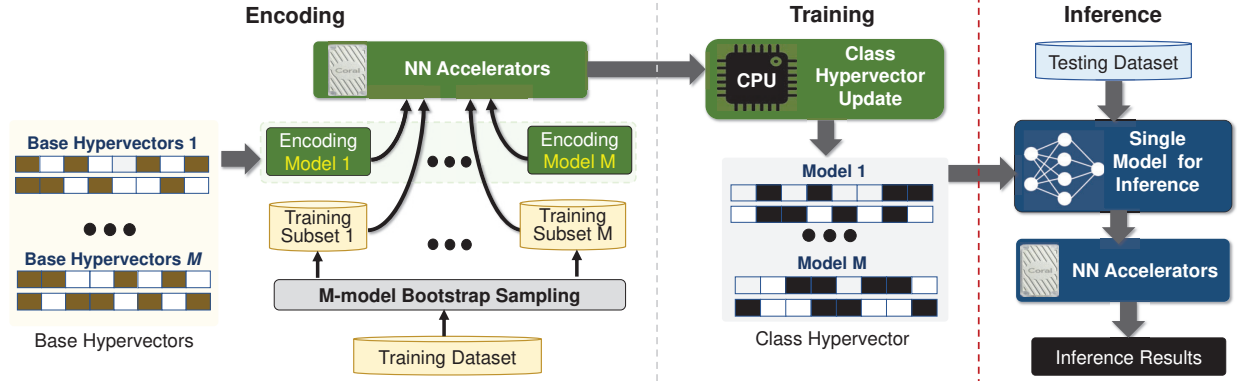 Encoding
Training
Inference
Coral
NN Accelerators
CPU
Class
Hypervector
Update
Testing Dataset
Base Hypervectors 1
Encoding
Model 1
Encoding
Model M
Single
Model for
Inference
Training
Subset 1
Training
Subset M
Model 1
Base Hypervectors M
Model M
Coral
NN Accelerators
M-model Bootstrap Sampling
Base Hypervectors
Training Dataset
Class Hypervector
Inference Results